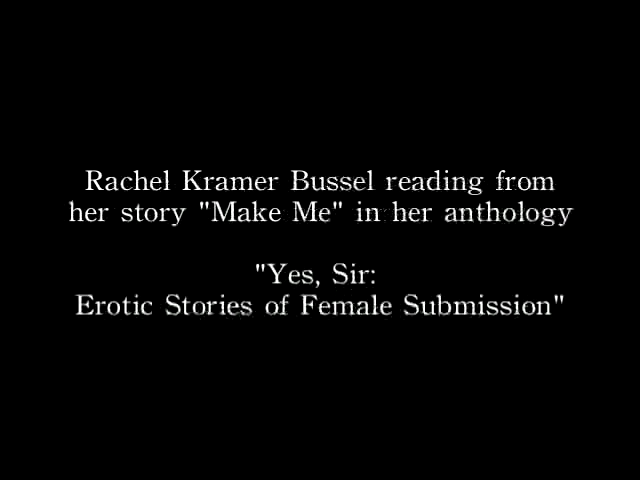 Rachel Kramer Bussel reading from
her story "Make Me" in her anthology
"Yes, Sir:
Erotic Stories of Female Submission"